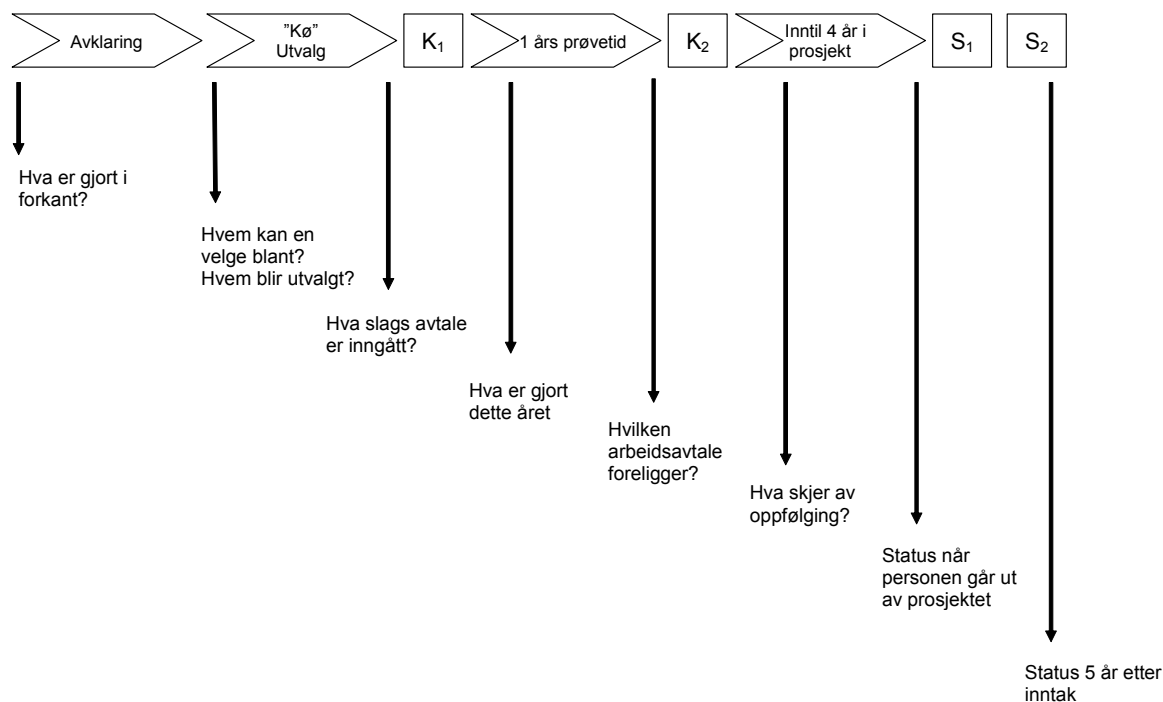 Avklaring
”Kø”
Utvalg
K1
1 års prøvetid
K2
Inntil 4 år i
prosjekt
S1
S2
Hva er gjort i
forkant?
Hvem kan en
velge blant?
Hvem blir utvalgt?
Hva slags avtale
er inngått?
Hva er gjort
dette året
Hvilken
arbeidsavtale
foreligger?
Hva skjer av
oppfølging?
Status når
personen går ut
av prosjektet
Status 5 år etter
inntak